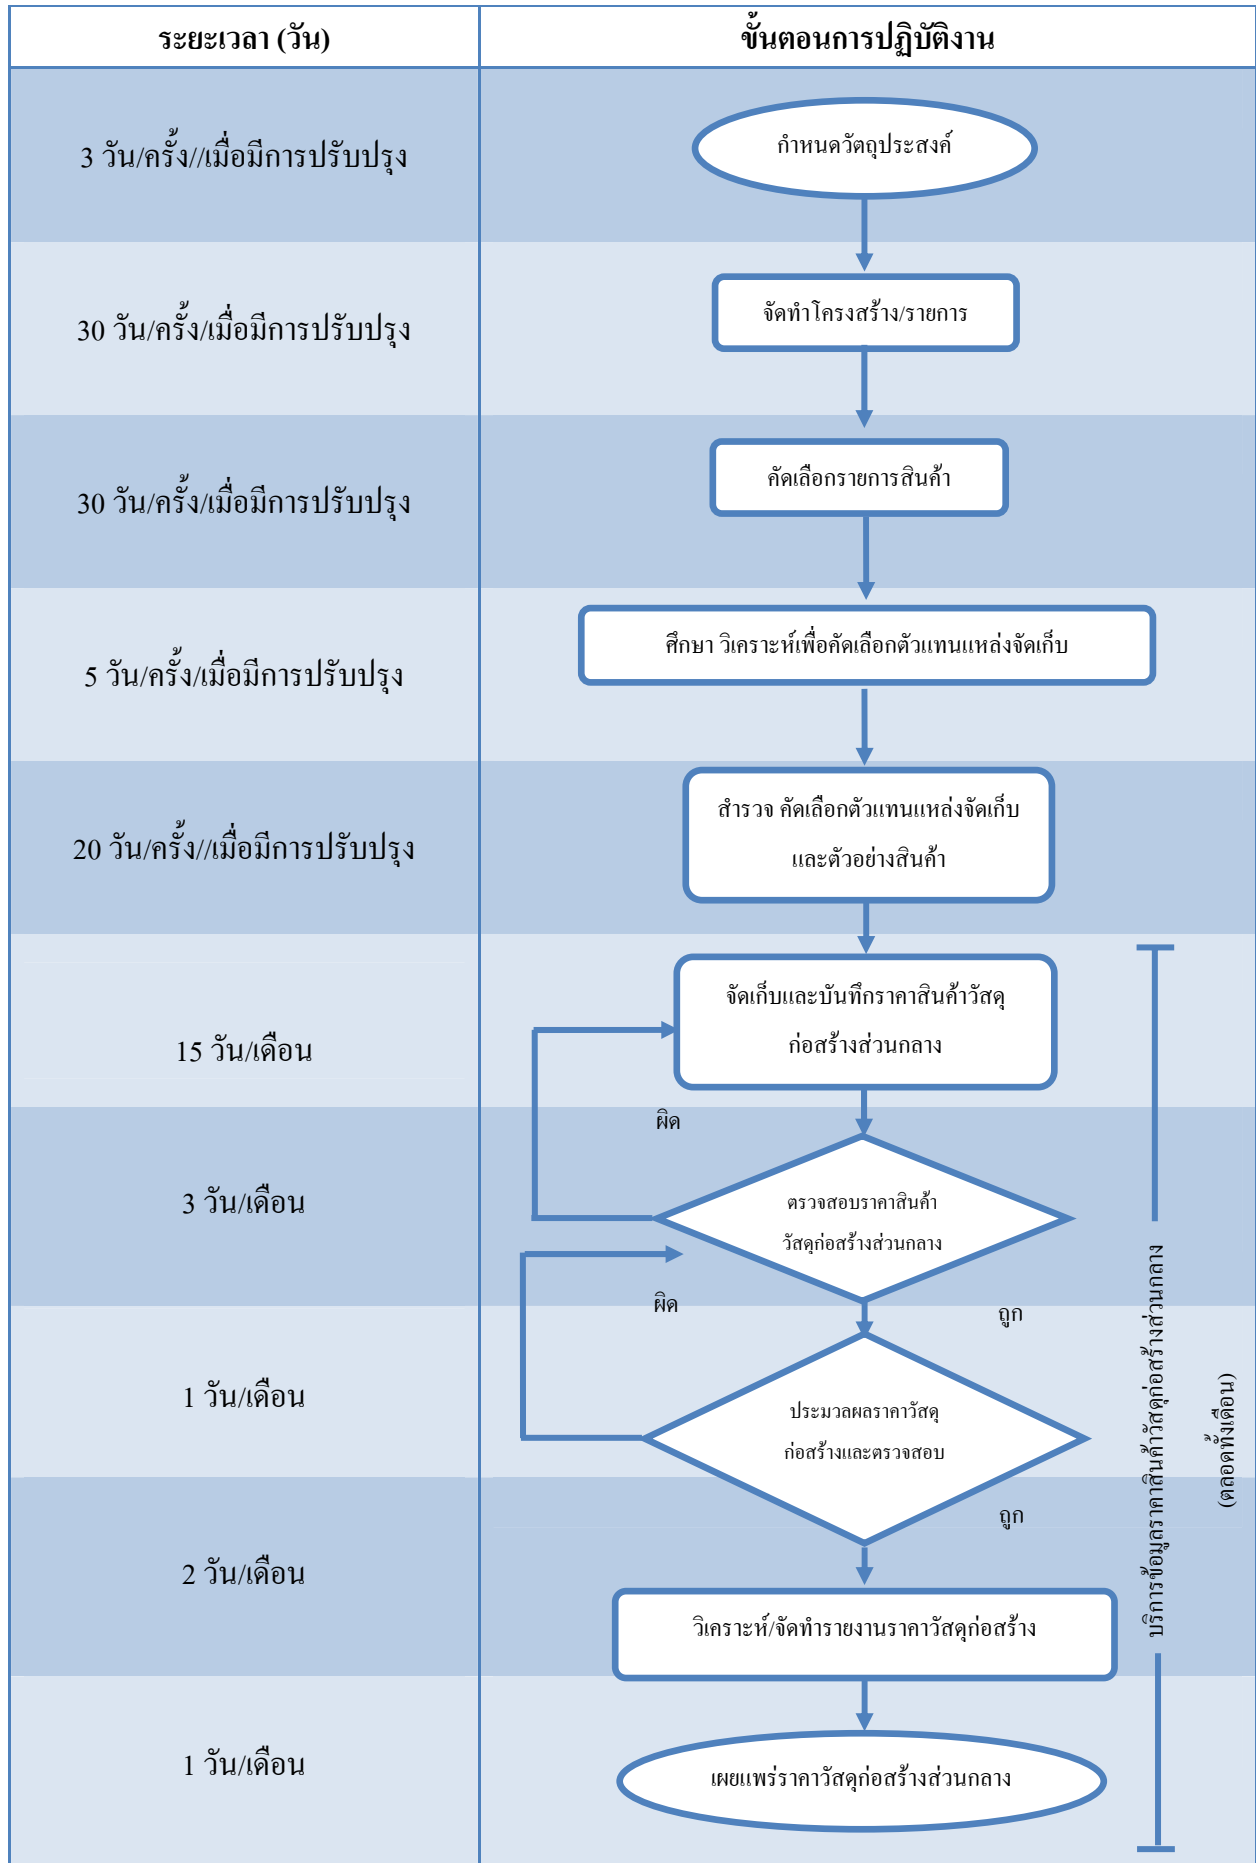 ระยะเวลา (วัน)
ขั้นตอนการปฏิบัติงาน
3 วัน/ครั้ง//เมื่อมีการปรับปรุง
กำหนดวัตถุประสงค์
30 วัน/ครั้ง/เมื่อมีการปรับปรุง
จัดทำโครงสร้าง/รายการ
30 วัน/ครั้ง/เมื่อมีการปรับปรุง
คัดเลือกรายการสินค้า
5 วัน/ครั้ง/เมื่อมีการปรับปรุง
ศึกษา วิเคราะห์เพื่อคัดเลือกตัวแทนแหล่งจัดเก็บ
20 วัน/ครั้ง//เมื่อมีการปรับปรุง
สำรวจ คัดเลือกตัวแทนแหล่งจัดเก็บ
และตัวอย่างสินค้า
15 วัน/เดือน
จัดเก็บและบันทึกราคาสินค้าวัสดุ
ก่อสร้างส่วนกลาง
ผิด
3 วัน/เดือน
ตรวจสอบราคาสินค้า
วัสดุก่อสร้างส่วนกลาง
ผิด
ถูก
1 วัน/เดือน
ประมวลผลราคาวัสดุ
ก่อสร้างและตรวจสอบ
ถูก
2 วัน/เดือน
วิเคราะห์/จัดทำรายงานราคาวัสดุก่อสร้าง
1 วัน/เดือน
เผยแพร่ราคาวัสดุก่อสร้างส่วนกลาง
บริการข้อมูลราคาสินค้าวัสดุก่อสร้างส่วนกลาง
(ตลอดทั้งเดือน)